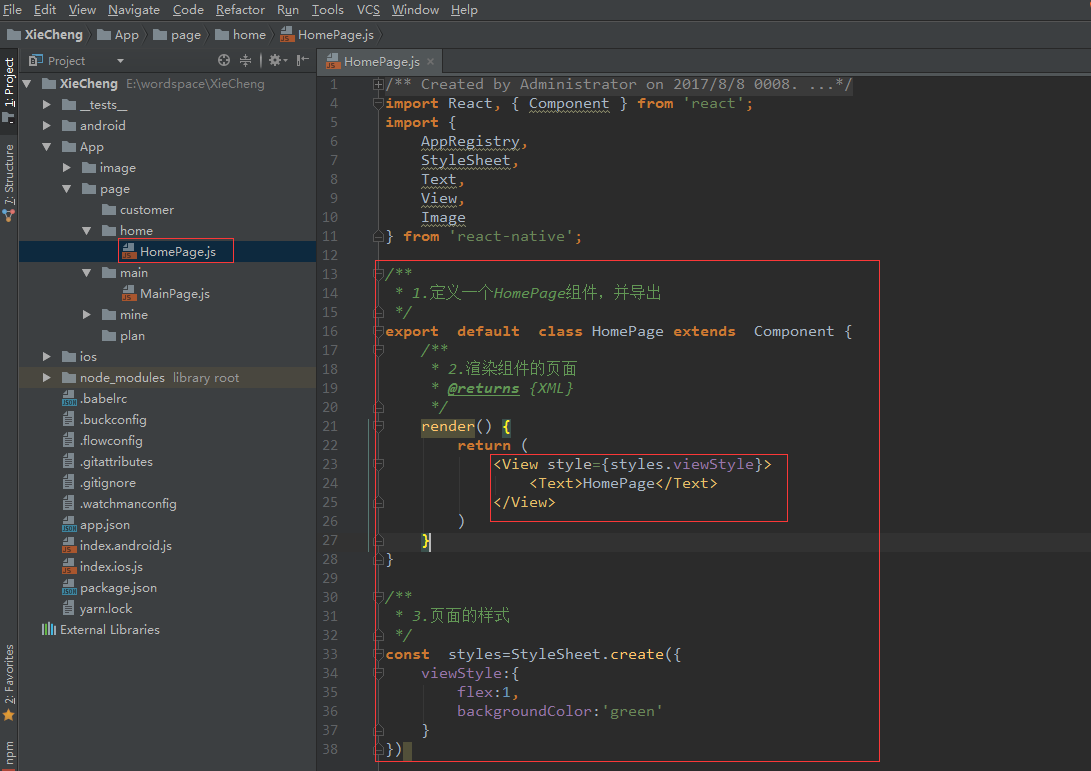 File Edit View Navigate Code Refactor Run Tools VCS Window Help
XieCheng App page home HomePage.js
1: Project
7: Structure
2: Favorites
npm
Project
XieCheng E:\wordspace\XieCheng
__tests__
android
App
image
page
customer
home
HomePage.js
main
MainPage.js
mine
plan
ios
node_modules library root
.babelrc
.buckconfig
.flowconfig
.gitattributes
.gitignore
.watchmanconfig
app.json
index.android.js
index.ios.js
package.json
yarn.lock
External Libraries
HomePage.js
1 /** Created by Administrator on 2017/8/8 0008. ...*/
4 import React, { Component } from 'react';
5 import {
6 AppRegistry,
7 StyleSheet,
8 Text,
9 View,
10 Image
11 } from 'react-native';
12
13 /**
14 * 1.定义一个HomePage组件，并导出
15 */
16 export default class HomePage extends Component {
17 /**
18 * 2.渲染组件的页面
19 * @returns {XML}
20 */
21 render() {
22 return (
23 <View style={styles.viewStyle}>
24 <Text>HomePage</Text>
25 </View>
26 )
27 }
28 }
29
30 /**
31 * 3.页面的样式
32 */
33 const styles=StyleSheet.create({
34 viewStyle:{
35 flex:1,
36 backgroundColor:'green'
37 }
38 })